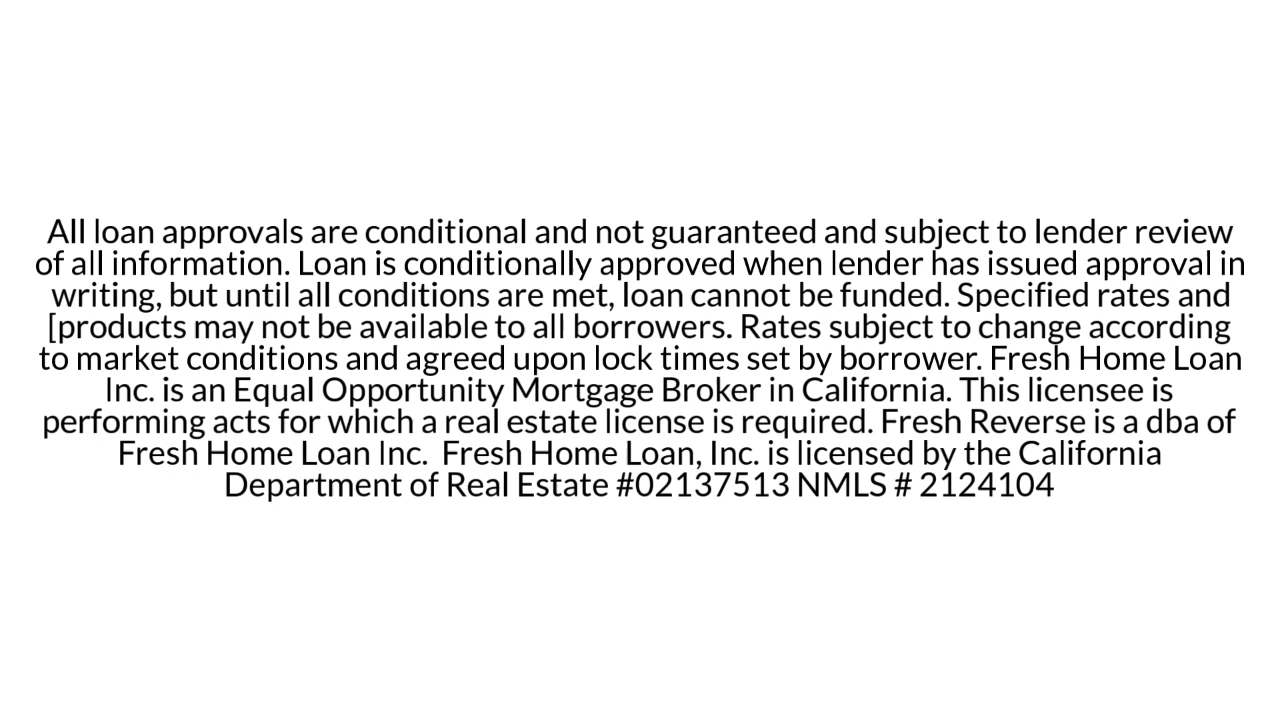 All loan approvals are conditional and not guaranteed and subject to lender review
of all information. Loan is conditionally approved when lender has issued approval in
writing, but until all conditions are met, loan cannot be funded. Specified rates and
[products may not be available to all borrowers. Rates subject to change according
to market conditions and agreed upon lock times set by borrower. Fresh Home Loan
Inc. is an Equal Opportunity Mortgage Broker in California. This licensee is
performing acts for which a real estate license is required. Fresh Reverse is a dba of
Fresh Home Loan Inc.  Fresh Home Loan, Inc. is licensed by the California
Department of Real Estate #02137513 NMLS # 2124104